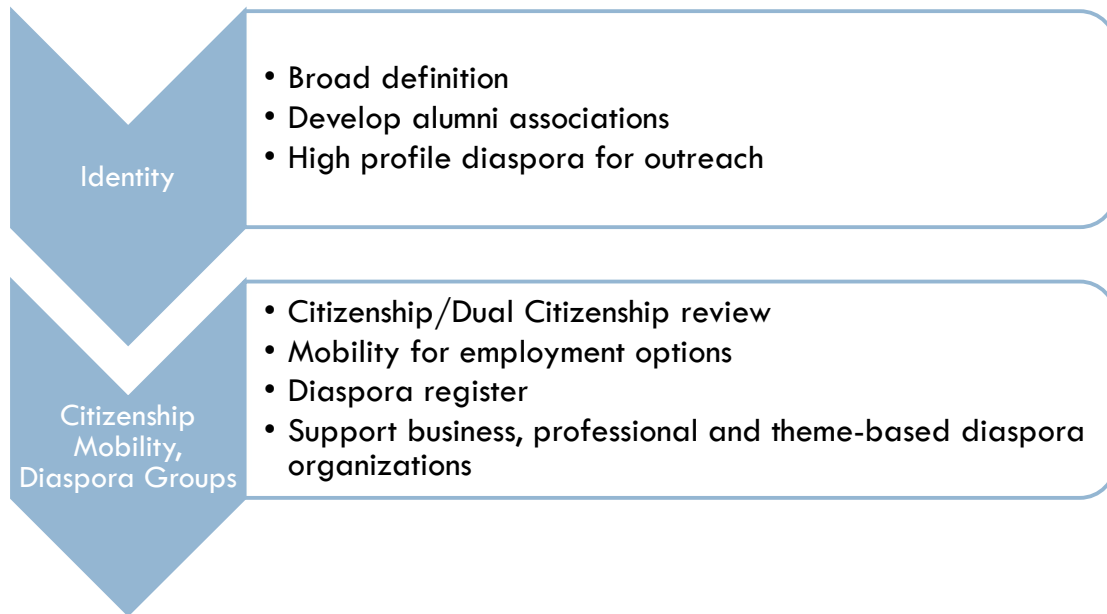 Identity
• Broad definition
• Develop alumni associations
• High profile diaspora for outreach
Citizenship
Mobility,
Diaspora Groups
• Citizenship/Dual Citizenship review
• Mobility for employment options
• Diaspora register
• Support business, professional and theme-based diaspora
organizations